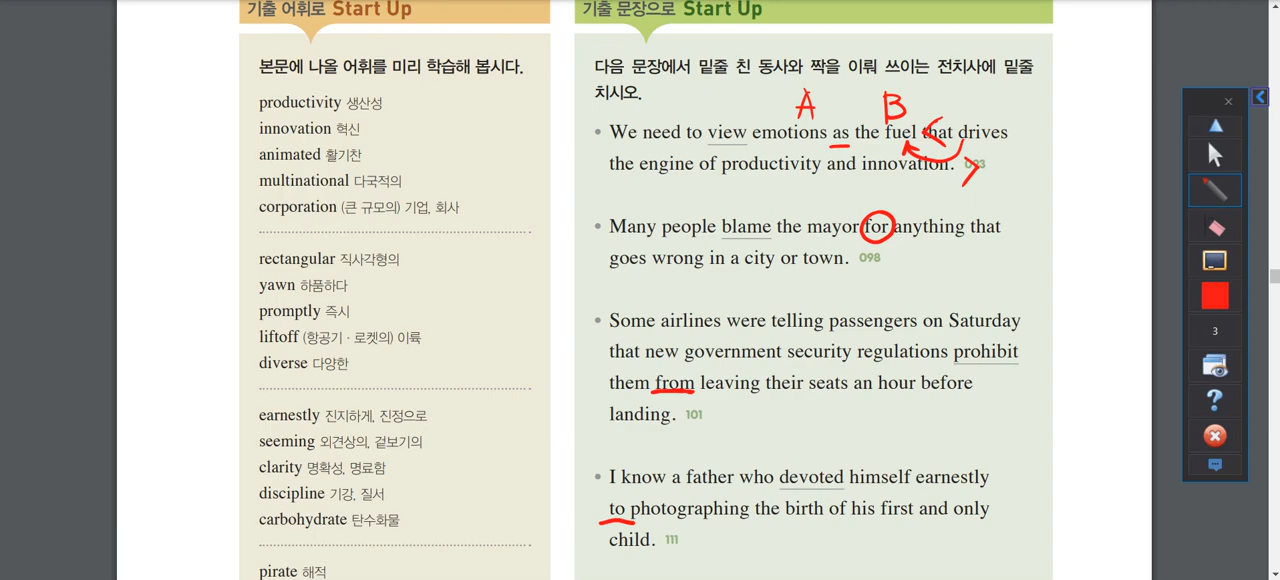 기출 어휘로 Start Up
본문에 나올 어휘를 미리 학습해 봅시다.
productivity 생산성
innovation 혁신
animated 활기찬
multinational 다국적의
corporation (큰 규모의) 기업, 회사
rectangular 직사각형의
yawn 하품하다
promptly 즉시
liftoff (항공기 · 로켓의) 이륙
diverse 다양한
earnestly 진지하게, 진정으로
seeming 외견상의, 겉보기의
clarity 명확성, 명료함
discipline 기강, 질서
carbohydrate 탄수화물
pirate 해적
기출 문장으로 Start Up
다음 문장에서 밑줄 친 동사와 짝을 이뤄 쓰이는 전치사에 밑줄
치시오.
A B
• We need to view emotions as the fuel that drives
the engine of productivity and innovation. 093
• Many people blame the mayor for anything that
goes wrong in a city or town. 098
• Some airlines were telling passengers on Saturday
that new government security regulations prohibit
them from leaving their seats an hour before
landing. 101
• I know a father who devoted himself earnestly
to photographing the birth of his first and only
child. 111
3